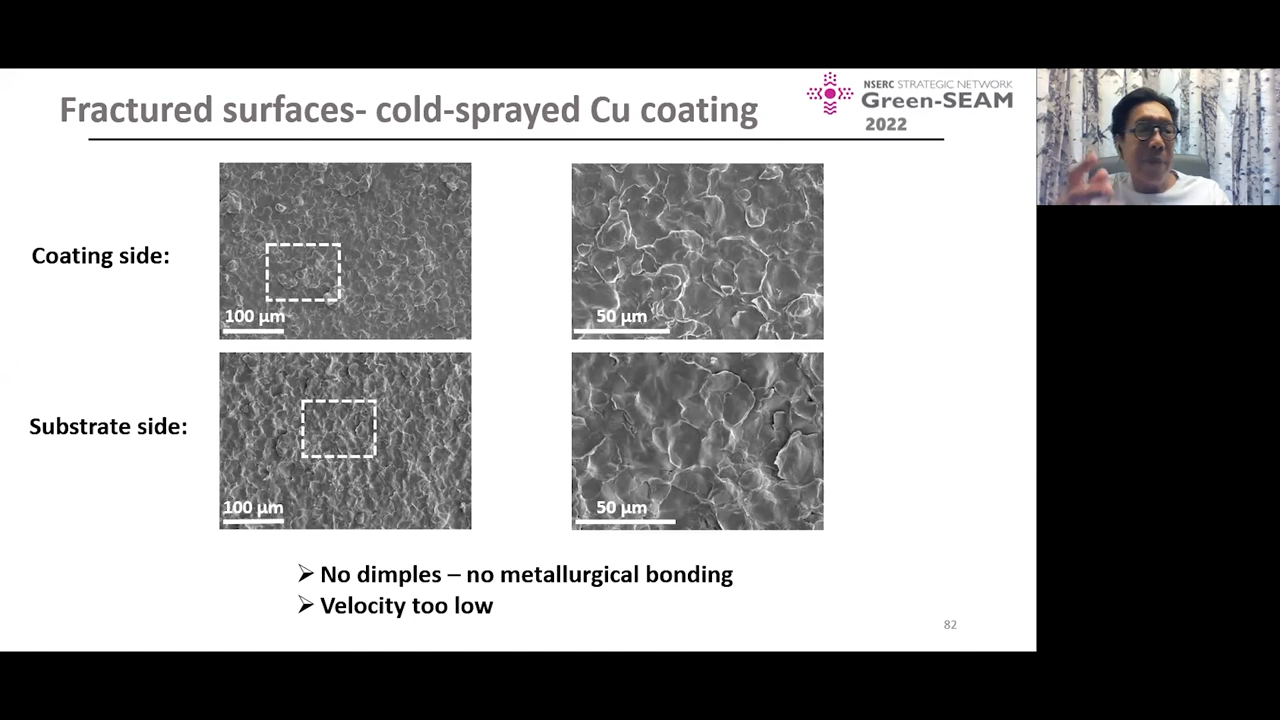 Fractured surfaces- cold-sprayed Cu coating
NSERC STRATEGIC NETWORK
Green-SEAM
2022
Coating side:
100 µm
50 µm
Substrate side:
100 µm
50 µm
➢ No dimples – no metallurgical bonding
➢ Velocity too low
82